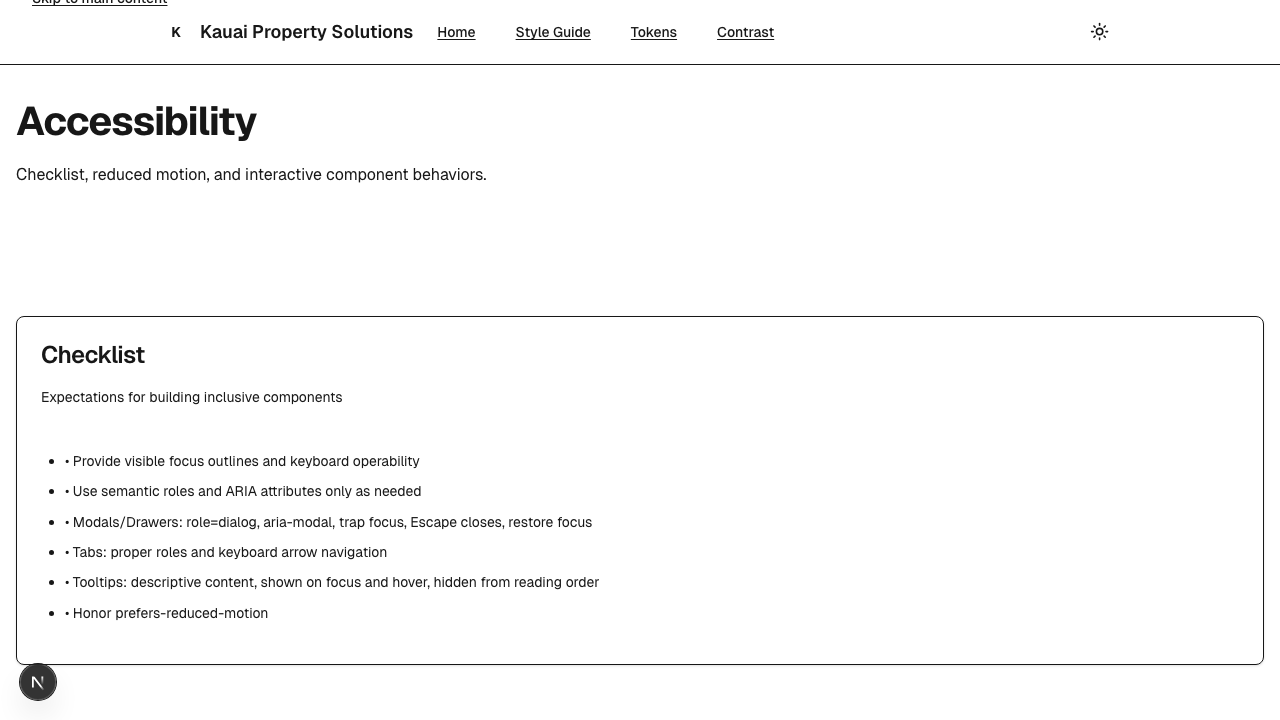 Skip to main content
K
Kauai Property Solutions
Home
Style Guide
Tokens
Contrast
Accessibility
Checklist, reduced motion, and interactive component behaviors.
Checklist
Expectations for building inclusive components
• • Provide visible focus outlines and keyboard operability
• • Use semantic roles and ARIA attributes only as needed
• • Modals/Drawers: role=dialog, aria-modal, trap focus, Escape closes, restore focus
• • Tabs: proper roles and keyboard arrow navigation
• • Tooltips: descriptive content, shown on focus and hover, hidden from reading order
• • Honor prefers-reduced-motion
N